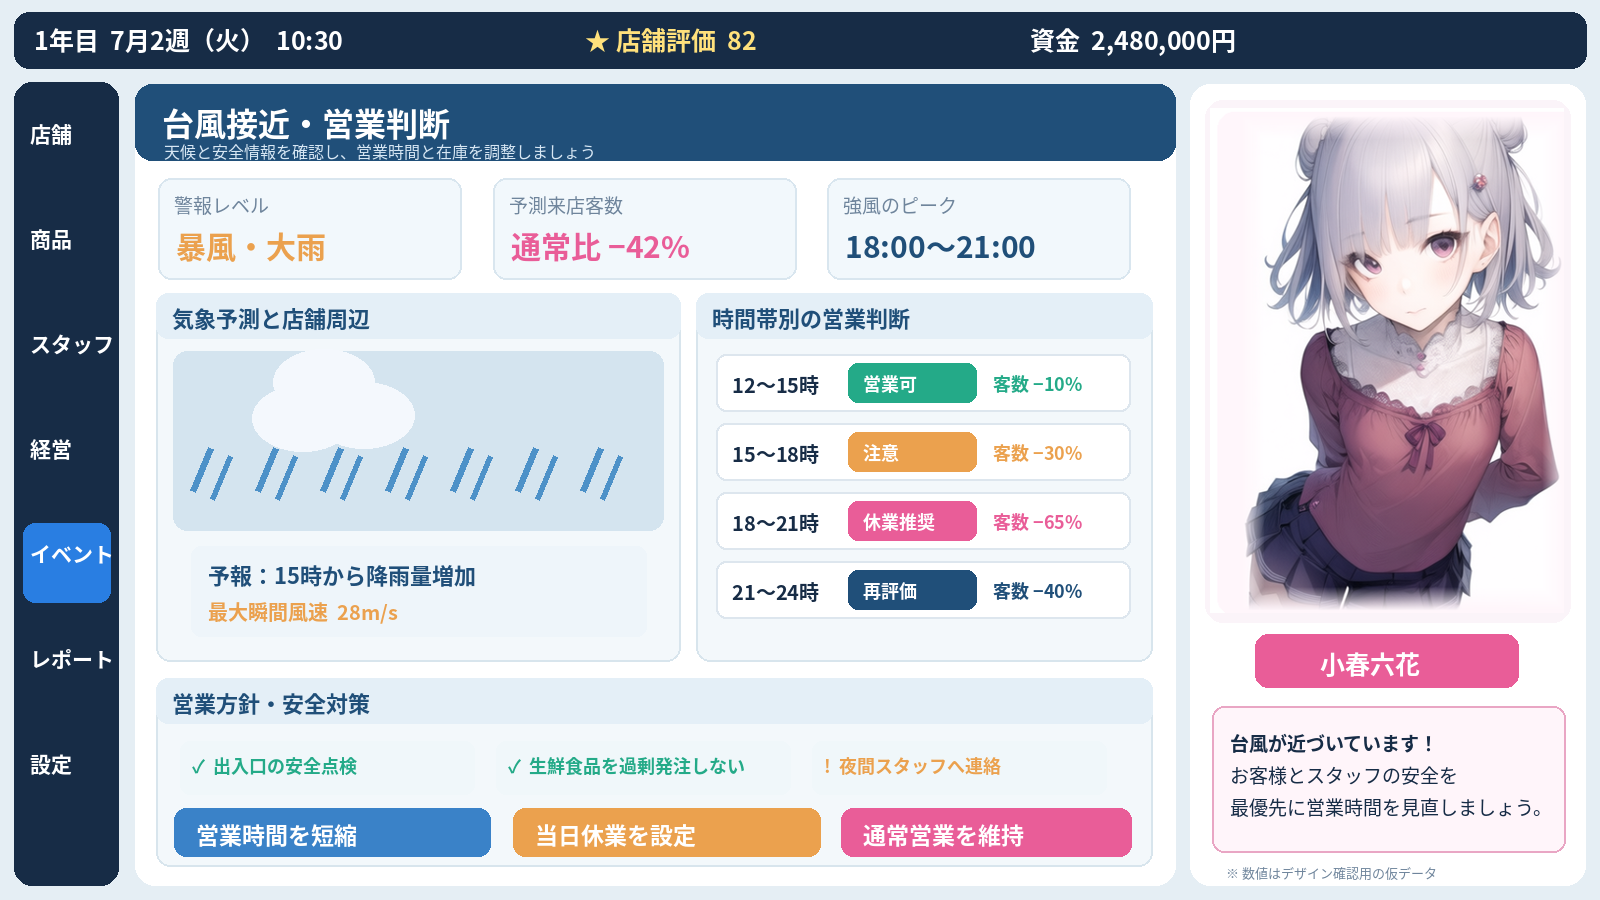 1年目 7月2週（火） 10:30
★ 店舗評価 82
資金 2,480,000円
店舗
商品
スタッフ
経営
イベント
レポート
設定
台風接近・営業判断
天候と安全情報を確認し、営業時間と在庫を調整しましょう
警報レベル
暴風・大雨
予測来店客数
通常比 −42%
強風のピーク
18:00〜21:00
気象予測と店舗周辺
予報：15時から降雨量増加
最大瞬間風速 28m/s
時間帯別の営業判断
12〜15時 営業可 客数 −10%
15〜18時 注意 客数 −30%
18〜21時 休業推奨 客数 −65%
21〜24時 再評価 客数 −40%
営業方針・安全対策
✓ 出入口の安全点検
✓ 生鮮食品を過剰発注しない
！夜間スタッフへ連絡
営業時間を短縮
当日休業を設定
通常営業を維持
小春六花
台風が近づいています！
お客様とスタッフの安全を
最優先に営業時間を見直しましょう。
※ 数値はデザイン確認用の仮データ